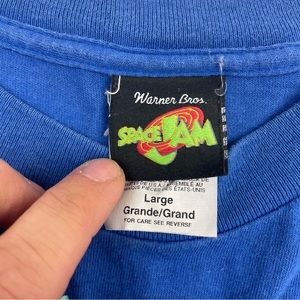 Warner Bros.
SPACE JAM
Large
Grande/Grand
FOR CARE SEE REVERSE